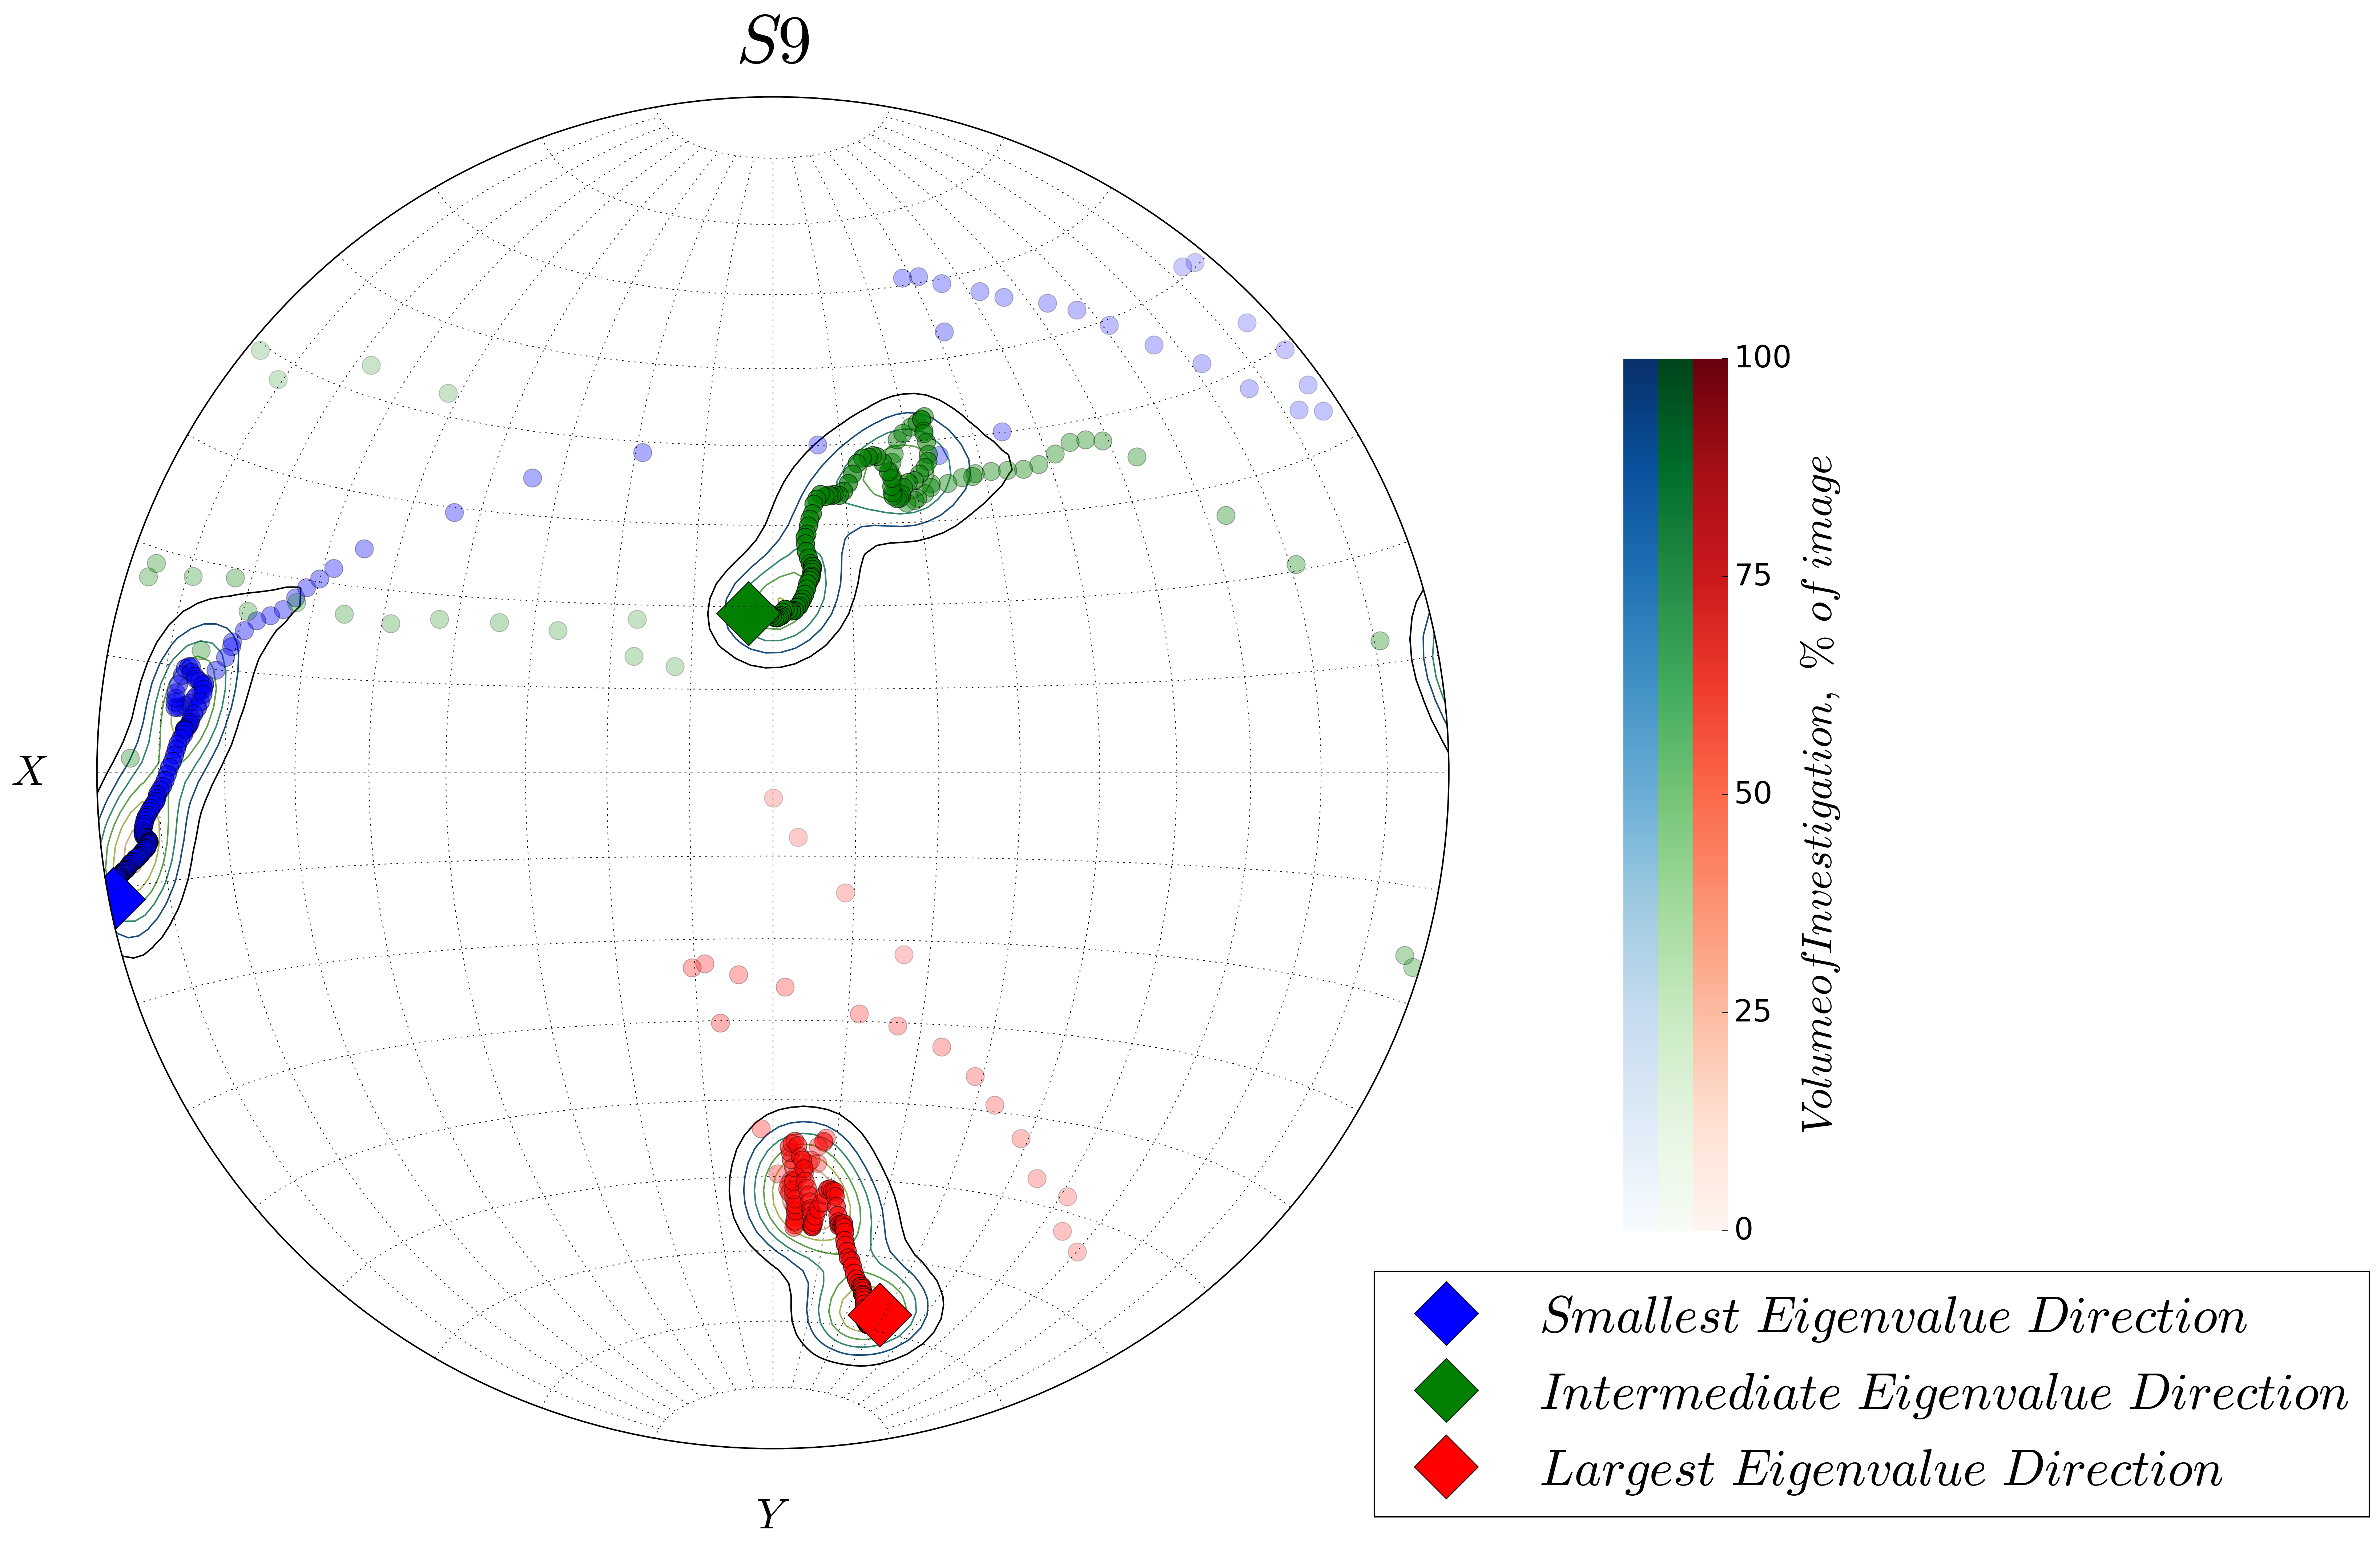 S9
X
Y
100
75
50
25
0
VolumeofInvestigation, % of image
Smallest Eigenvalue Direction
Intermediate Eigenvalue Direction
Largest Eigenvalue Direction